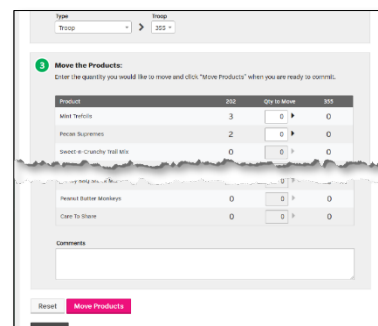 Type Troop
Troop > 355
3 Move the Products:
Enter the quantity you would like to move and click "Move Products" when you are ready to commit.
Product 202 Qty to Move 355
Mint Trefoils 3 0 0
Pecan Supremes 2 0 0
Sweet-n-Crunchy Trail Mix 0 0 0
0
Peanut Butter Monkeys 0 0 0
Care To Share 0 0 0
Comments
Reset Move Products